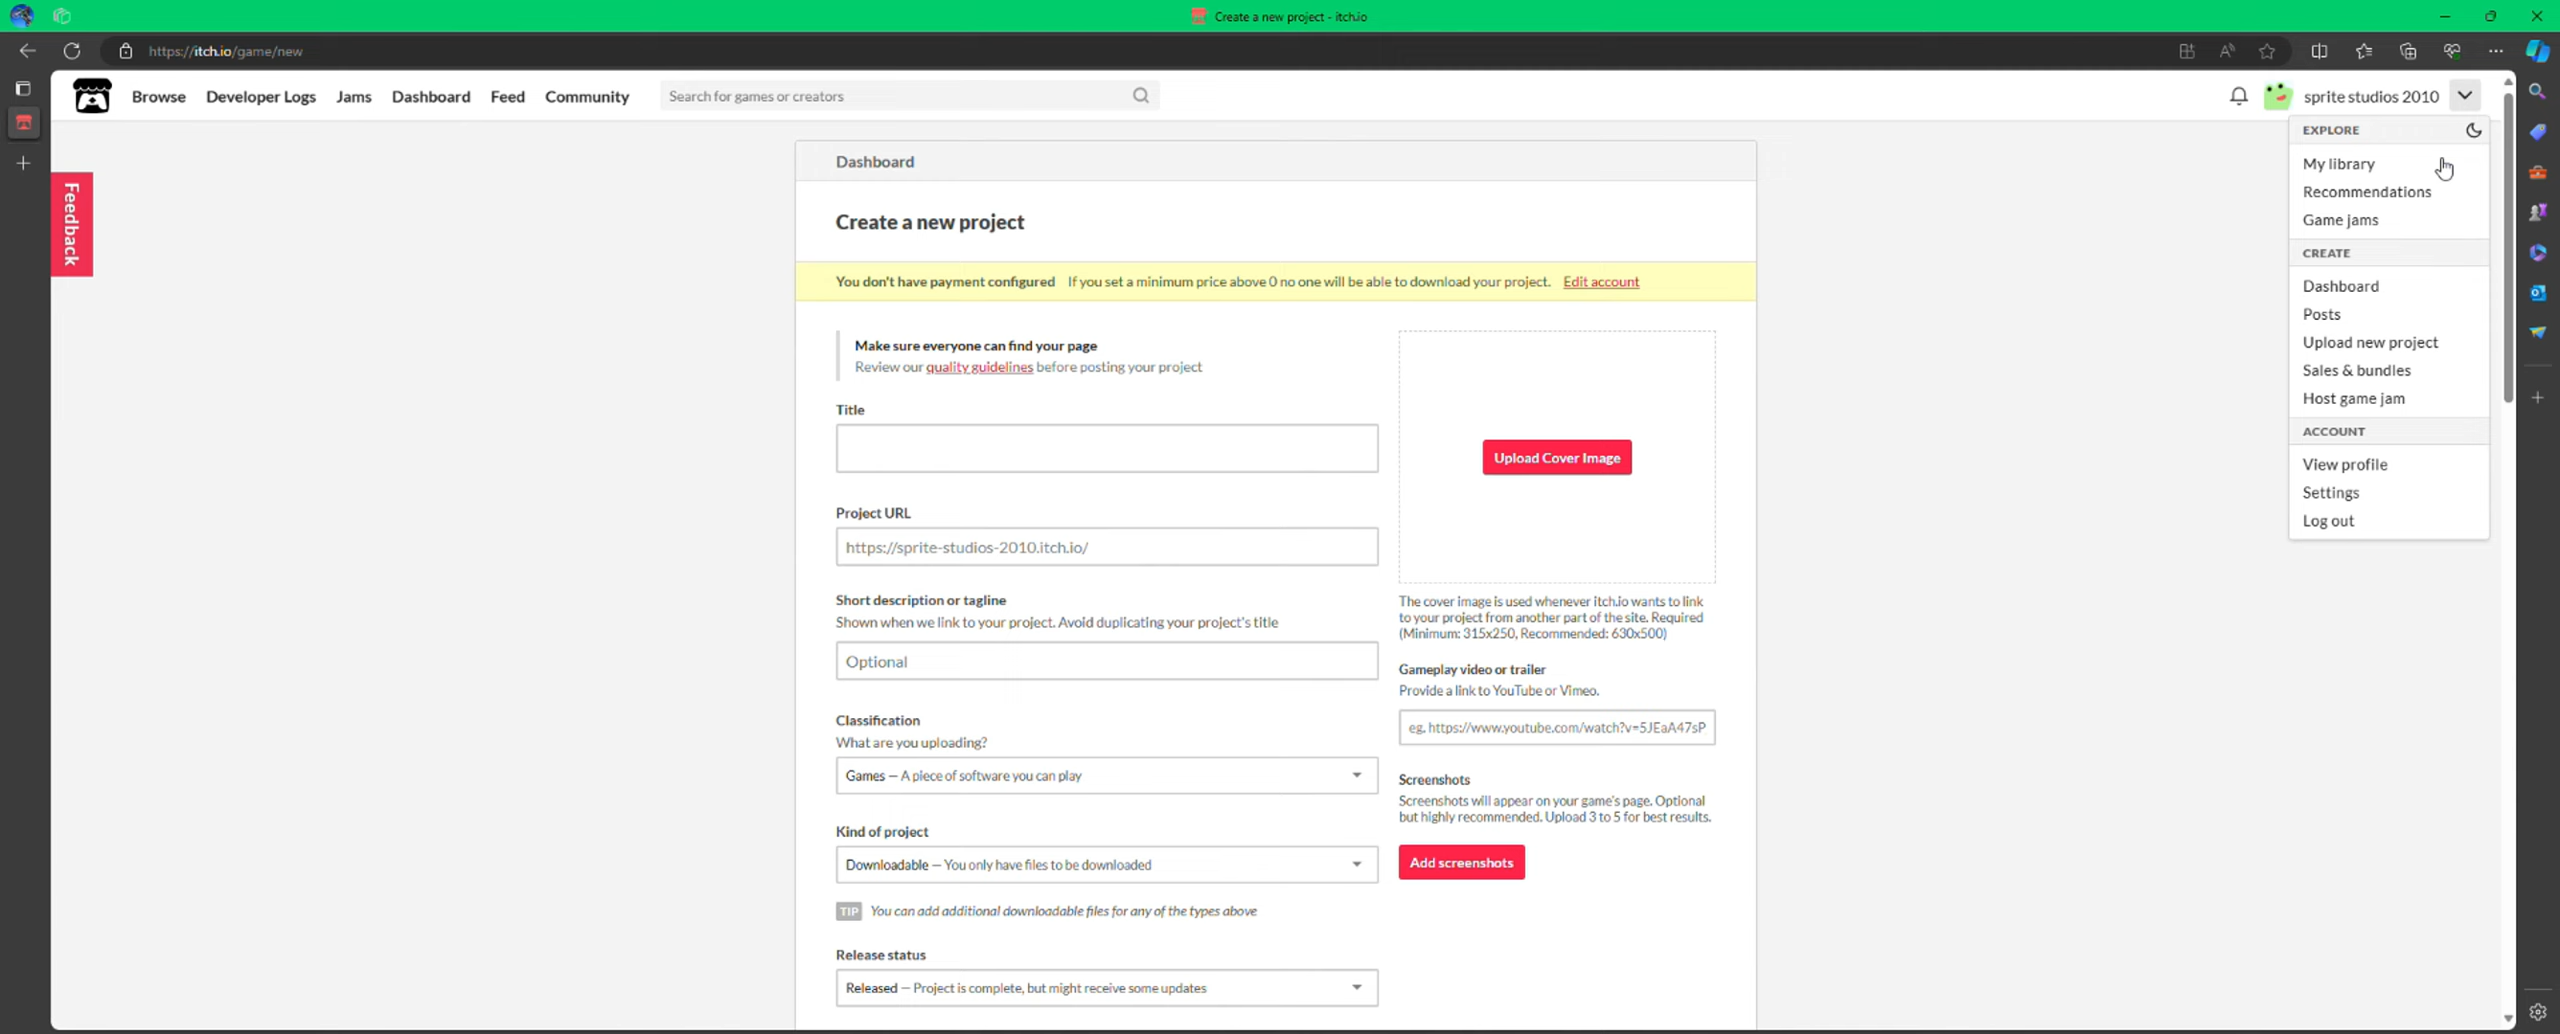 Create a new project - itch.io
https://itch.io/game/new
Browse Developer Logs Jams Dashboard Feed Community Search for games or creators sprite studios 2010
EXPLORE
My library
Recommendations
Game jams
CREATE
Dashboard
Posts
Upload new project
Sales & bundles
Host game jam
ACCOUNT
View profile
Settings
Log out
Feedback
Dashboard
Create a new project
You don't have payment configured If you set a minimum price above 0 no one will be able to download your project. Edit account
Make sure everyone can find your page
Review our quality guidelines before posting your project
Title
Project URL
https://sprite-studios-2010.itch.io/
Short description or tagline
Shown when we link to your project. Avoid duplicating your project's title
Optional
Classification
What are you uploading?
Games — A piece of software you can play
Kind of project
Downloadable — You only have files to be downloaded
TIP You can add additional downloadable files for any of the types above
Release status
Released — Project is complete, but might receive some updates
Upload Cover Image
The cover image is used whenever itch.io wants to link
to your project from another part of the site. Required
(Minimum: 315x250, Recommended: 630x500)
Gameplay video or trailer
Provide a link to YouTube or Vimeo.
eg. https://www.youtube.com/watch?v=5JEaA47sP
Screenshots
Screenshots will appear on your game's page. Optional
but highly recommended. Upload 3 to 5 for best results.
Add screenshots